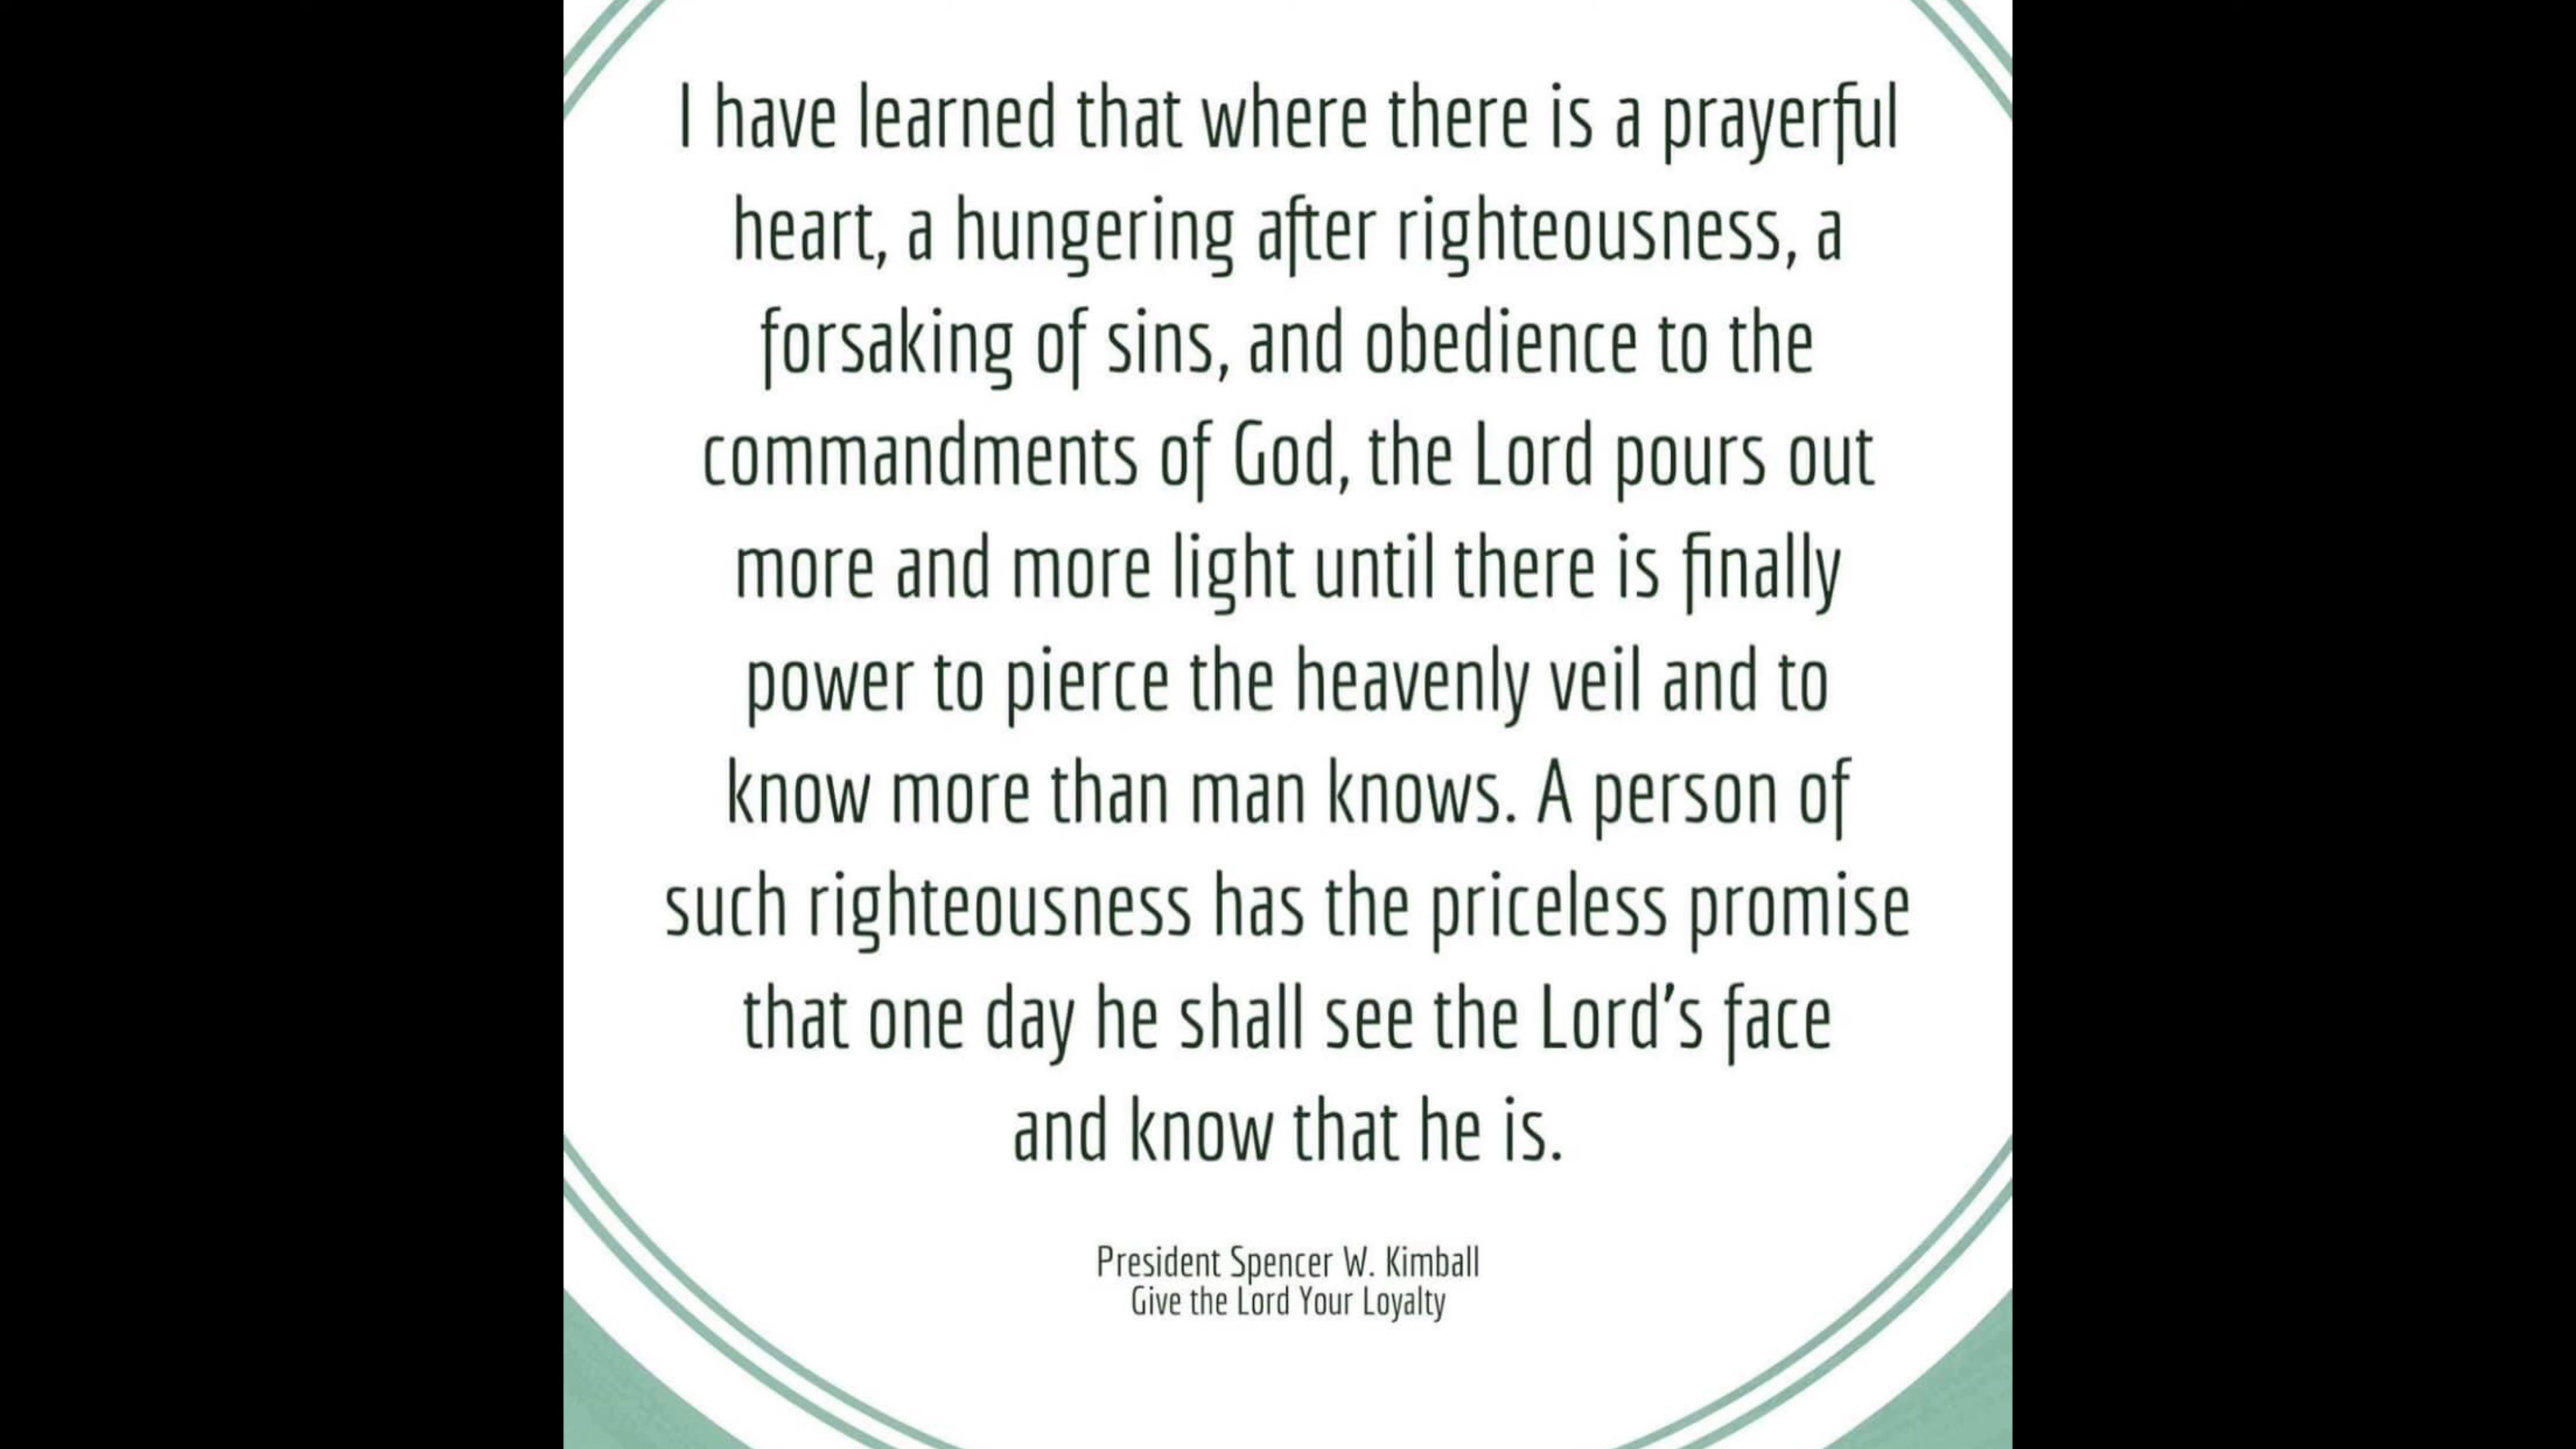 I have learned that where there is a prayerful
heart, a hungering after righteousness, a
forsaking of sins, and obedience to the
commandments of God, the Lord pours out
more and more light until there is finally
power to pierce the heavenly veil and to
know more than man knows. A person of
such righteousness has the priceless promise
that one day he shall see the Lord’s face
and know that he is.
President Spencer W. Kimball
Give the Lord Your Loyalty